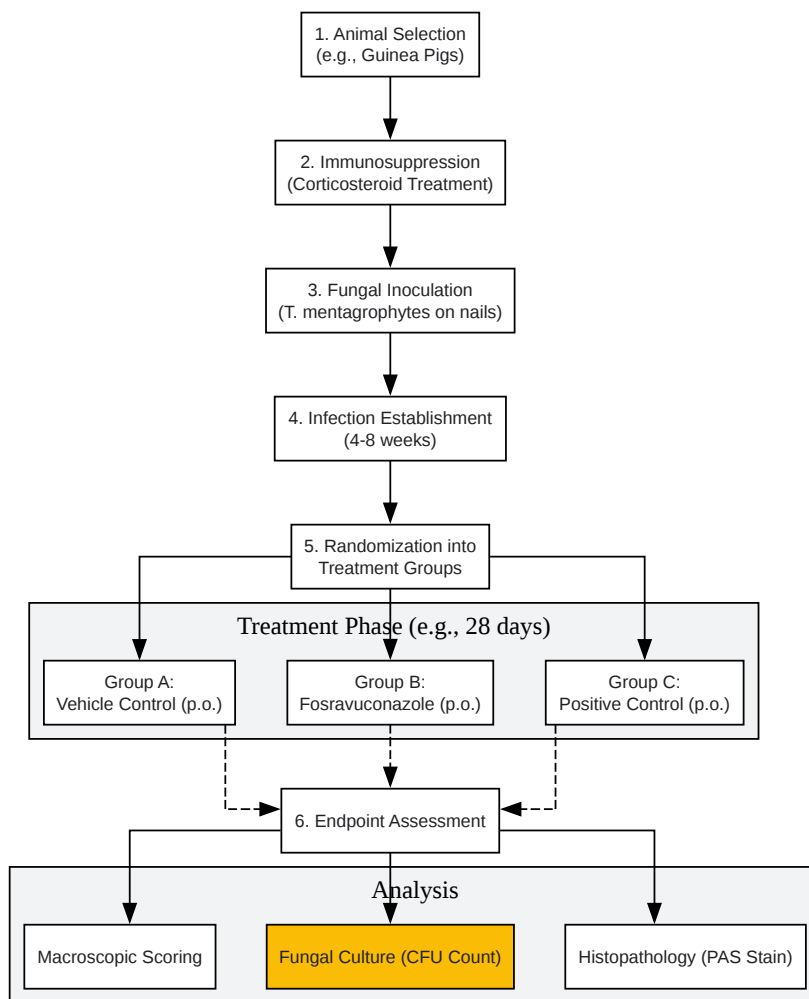 1. Animal Selection
(e.g., Guinea Pigs)
2. Immunosuppression
(Corticosteroid Treatment)
3. Fungal Inoculation
(T. mentagrophytes on nails)
4. Infection Establishment
(4-8 weeks)
5. Randomization into
Treatment Groups
Treatment Phase (e.g., 28 days)
Group A:
Vehicle Control (p.o.)
Group B:
Fosravuconazole (p.o.)
Group C:
Positive Control (p.o.)
6. Endpoint Assessment
Analysis
Macroscopic Scoring
Fungal Culture (CFU Count)
Histopathology (PAS Stain)